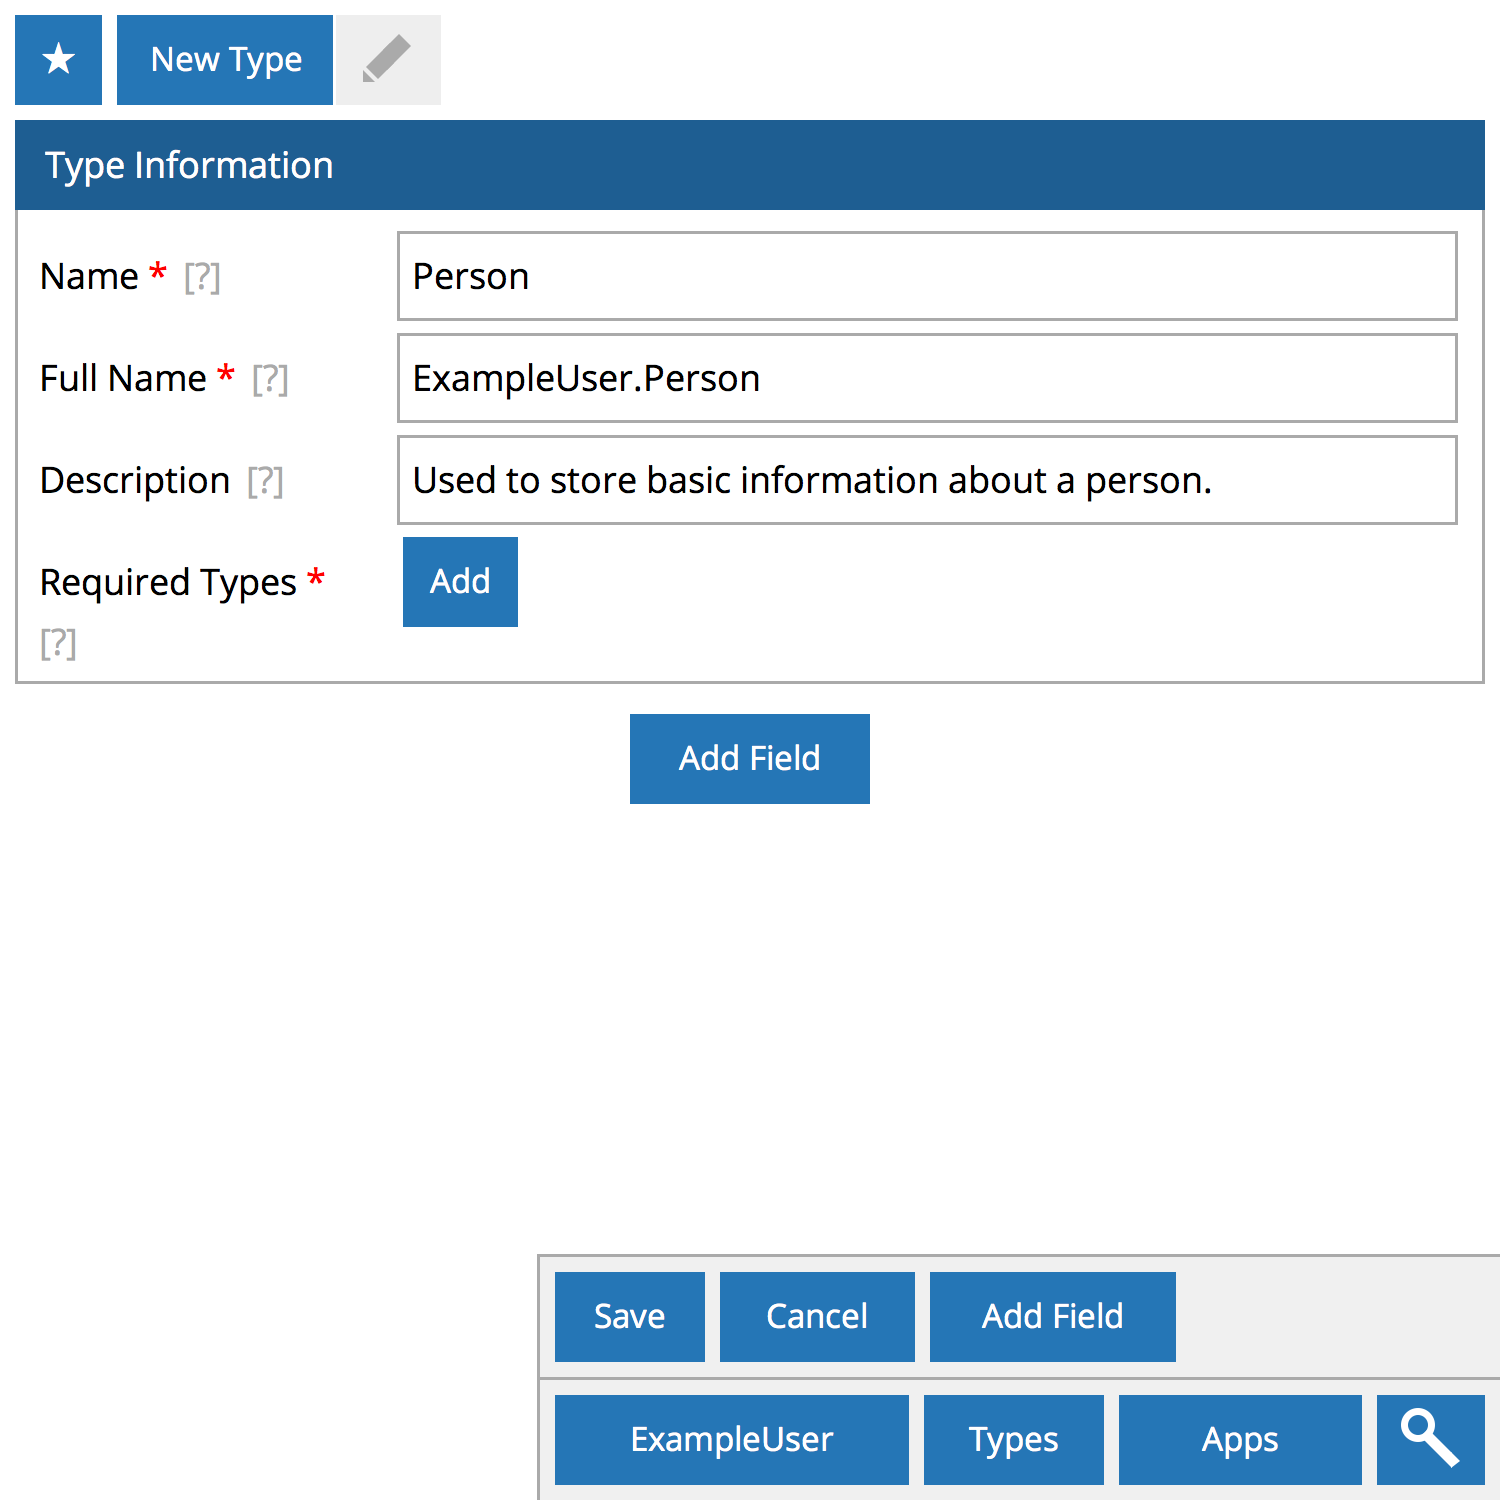 ★ New Type
Type Information
Name * [?] Person
Full Name * [?] ExampleUser.Person
Description [?] Used to store basic information about a person.
Required Types * Add
[?]
Add Field
Save Cancel Add Field
ExampleUser Types Apps